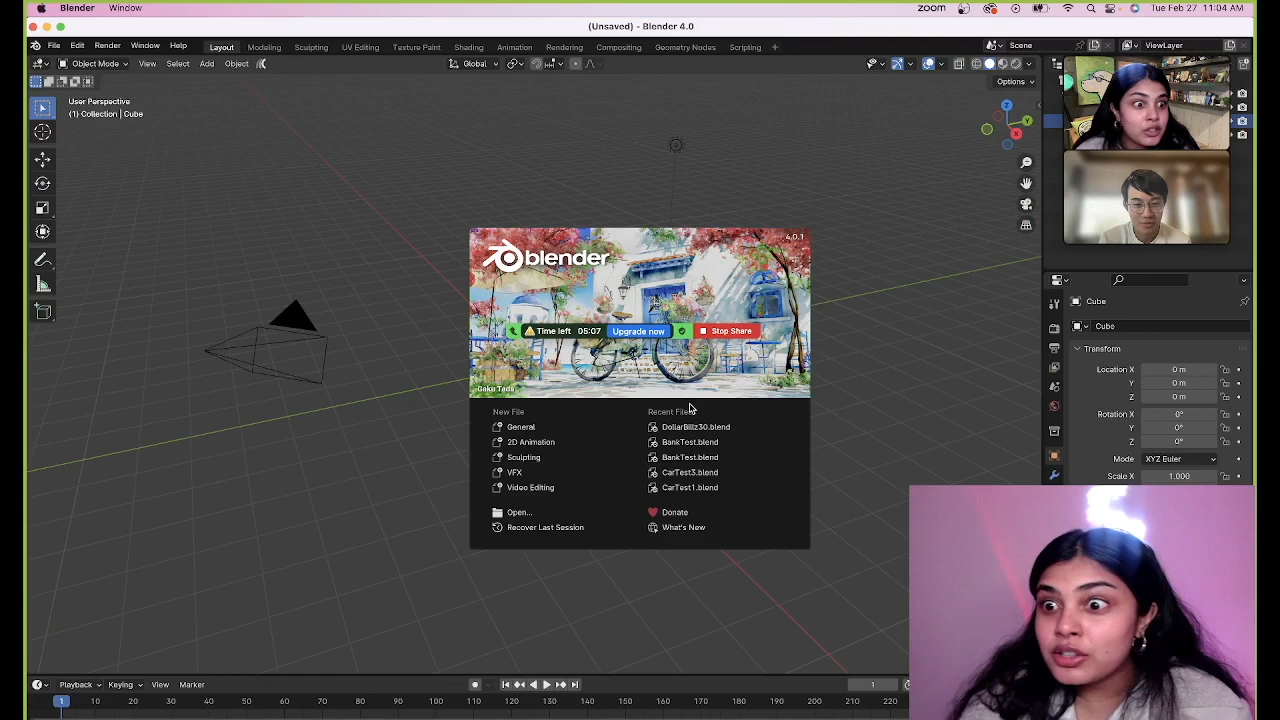 Blender Window
zoom Tue Feb 27 11:04 AM
(Unsaved) - Blender 4.0
File Edit Render Window Help Layout Modeling Sculpting UV Editing Texture Paint Shading Animation Rendering Compositing Geometry Nodes Scripting + Scene ViewLayer
Object Mode View Select Add Object Global
Options
User Perspective
(1) Collection | Cube
Z
Y
X
4.0.1
blender
Time left 05:07 Upgrade now Stop Share
Gaku Tada
New File
General
2D Animation
Sculpting
VFX
Video Editing
Open...
Recover Last Session
Recent Files
DollarBillz30.blend
BankTest.blend
BankTest.blend
CarTest3.blend
CarTest1.blend
Donate
What's New
Cube
Cube
Transform
Location X 0 m
Y 0 m
Z 0 m
Rotation X 0°
Y 0°
Z 0°
Mode XYZ Euler
Scale X 1.000
Playback Keying View Marker 1
1 10 20 30 40 50 60 70 80 90 100 110 120 130 140 150 160 170 180 190 200 210 220 230